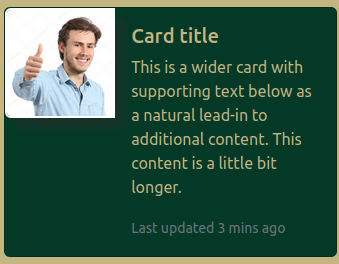 Card title
This is a wider card with
supporting text below as
a natural lead-in to
additional content. This
content is a little bit
longer.
Last updated 3 mins ago